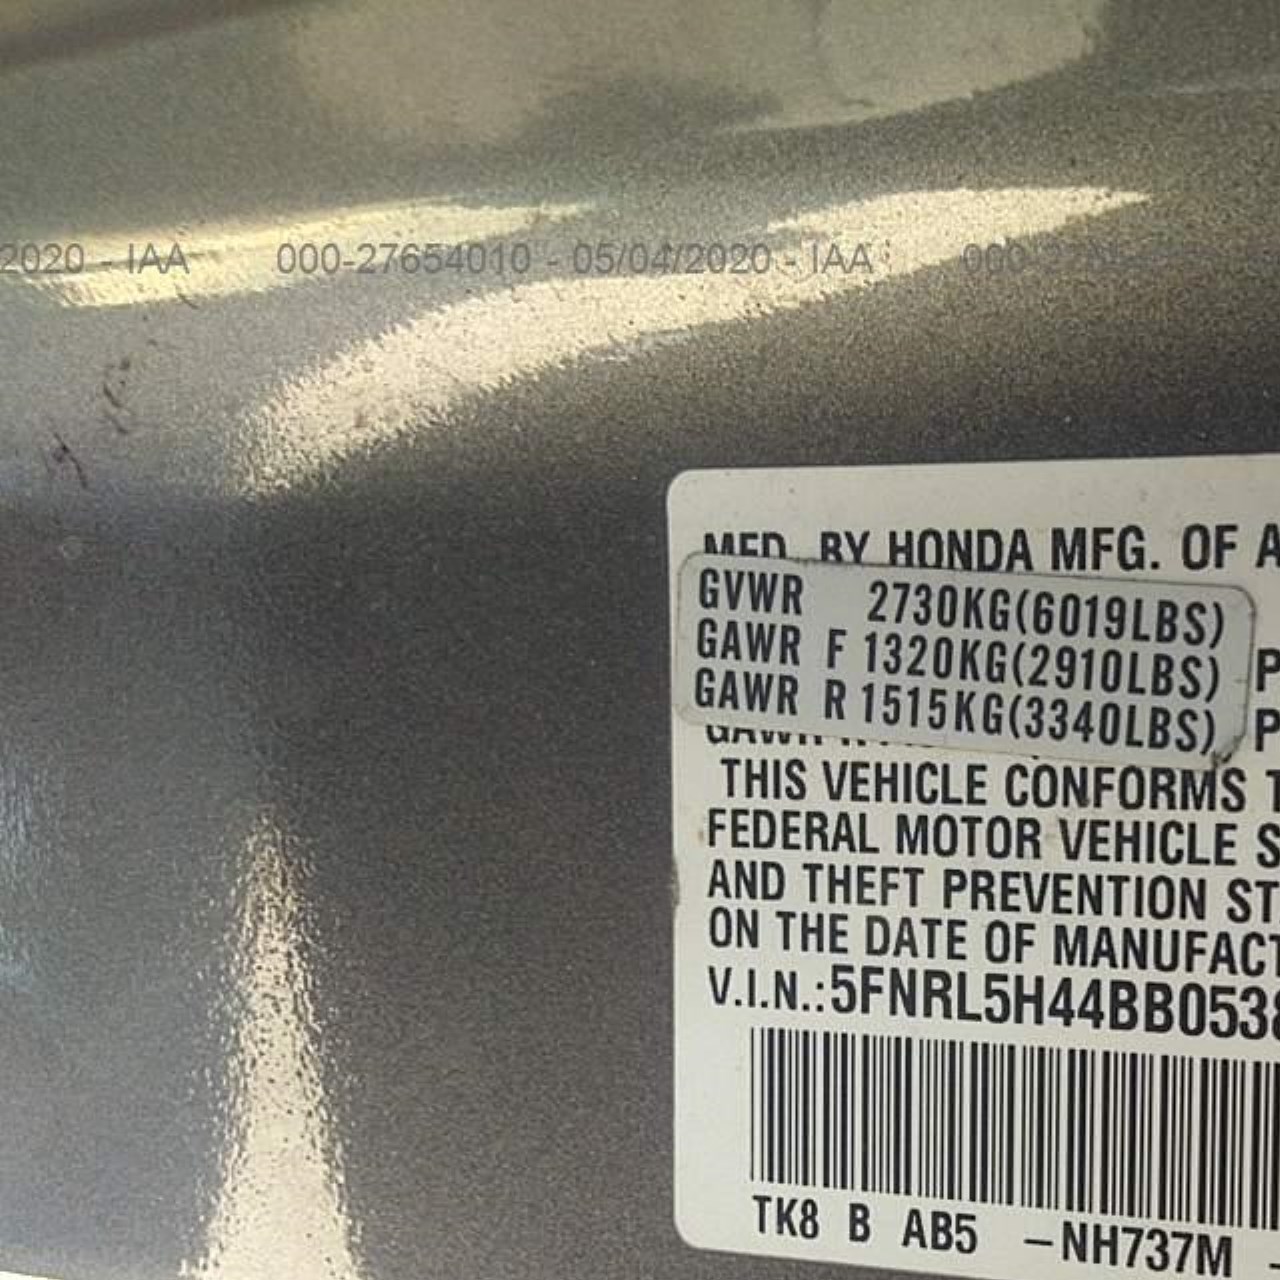 2020 - IAA 000-27654010 - 05/04/2020 - IAA
MFD. BY HONDA MFG. OF A
GVWR 2730KG(6019LBS)
GAWR F 1320KG(2910LBS) P
GAWR R 1515KG(3340LBS) P
THIS VEHICLE CONFORMS T
FEDERAL MOTOR VEHICLE S
AND THEFT PREVENTION ST
ON THE DATE OF MANUFACT
V.I.N.:5FNRL5H44BB053
TK8 B AB5 -NH737M -